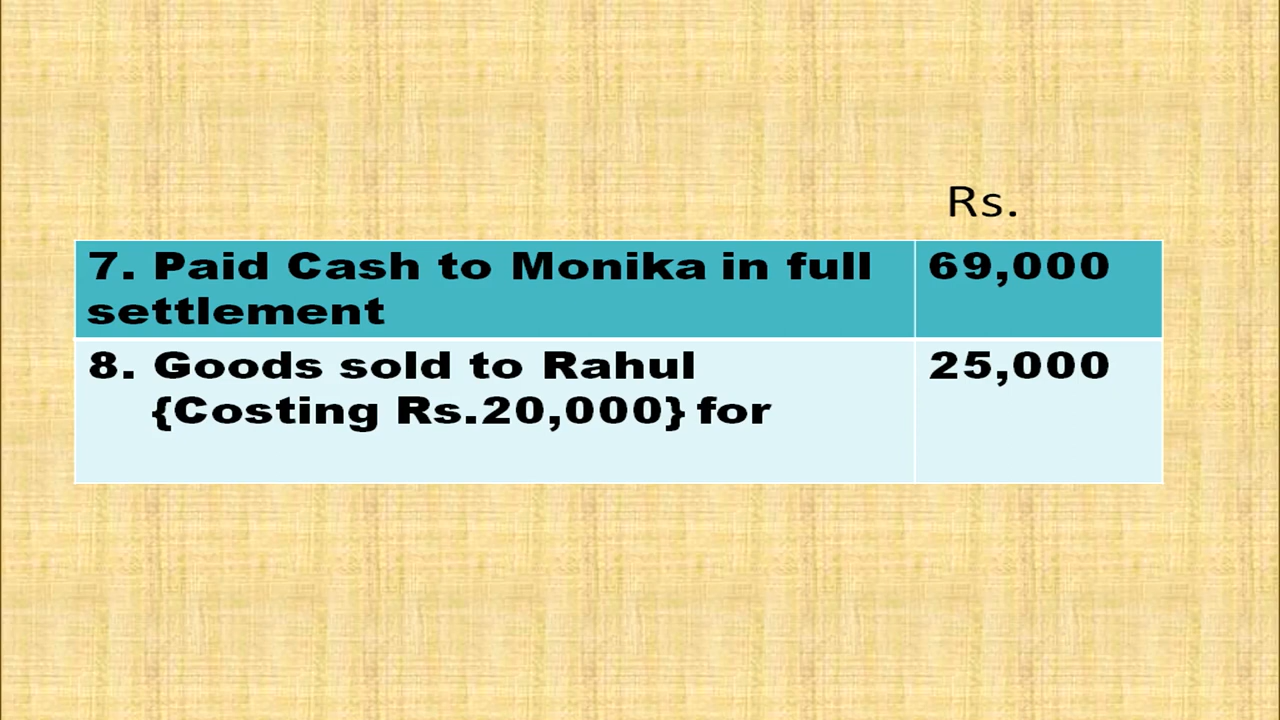 Rs.
7. Paid Cash to Monika in full 69,000
settlement
8. Goods sold to Rahul 25,000
{Costing Rs.20,000} for